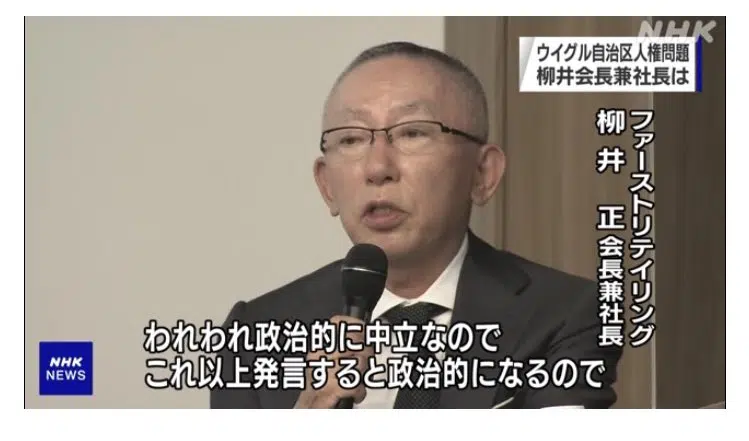 NHK
ウイグル自治区人権問題
柳井会長兼社長は
ファーストリテイリング
柳井 正会長兼社長
われわれ政治的に中立なので
これ以上発言すると政治的になるので
NHK
NEWS